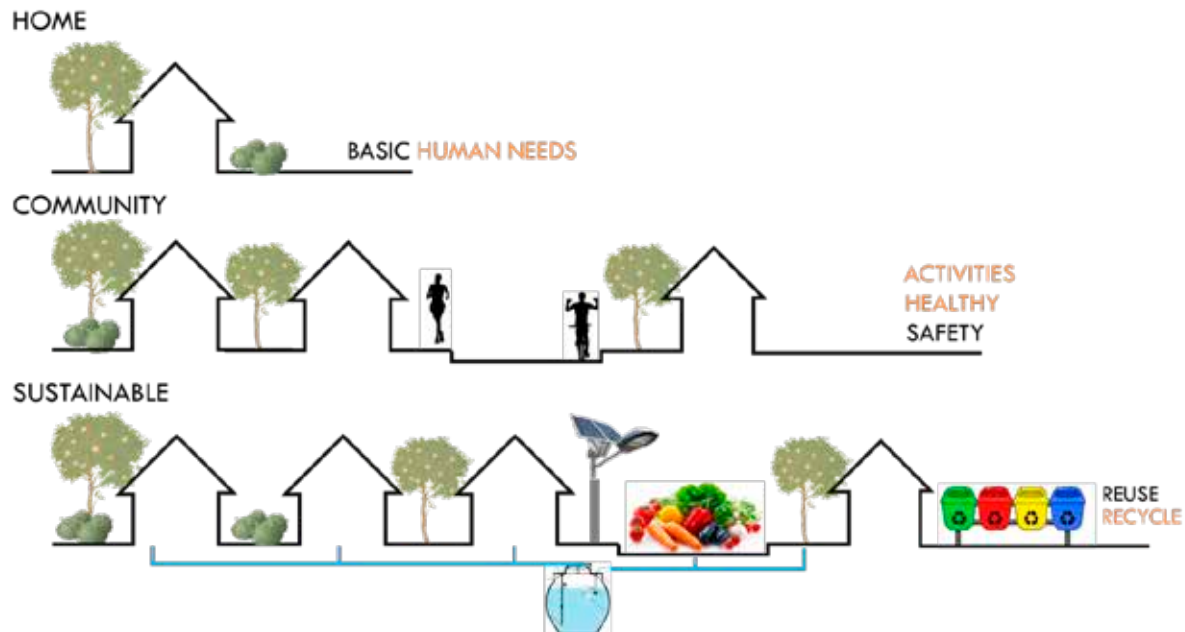 HOME
BASIC HUMAN NEEDS
COMMUNITY
ACTIVITIES
HEALTHY
SAFETY
SUSTAINABLE
REUSE
RECYCLE